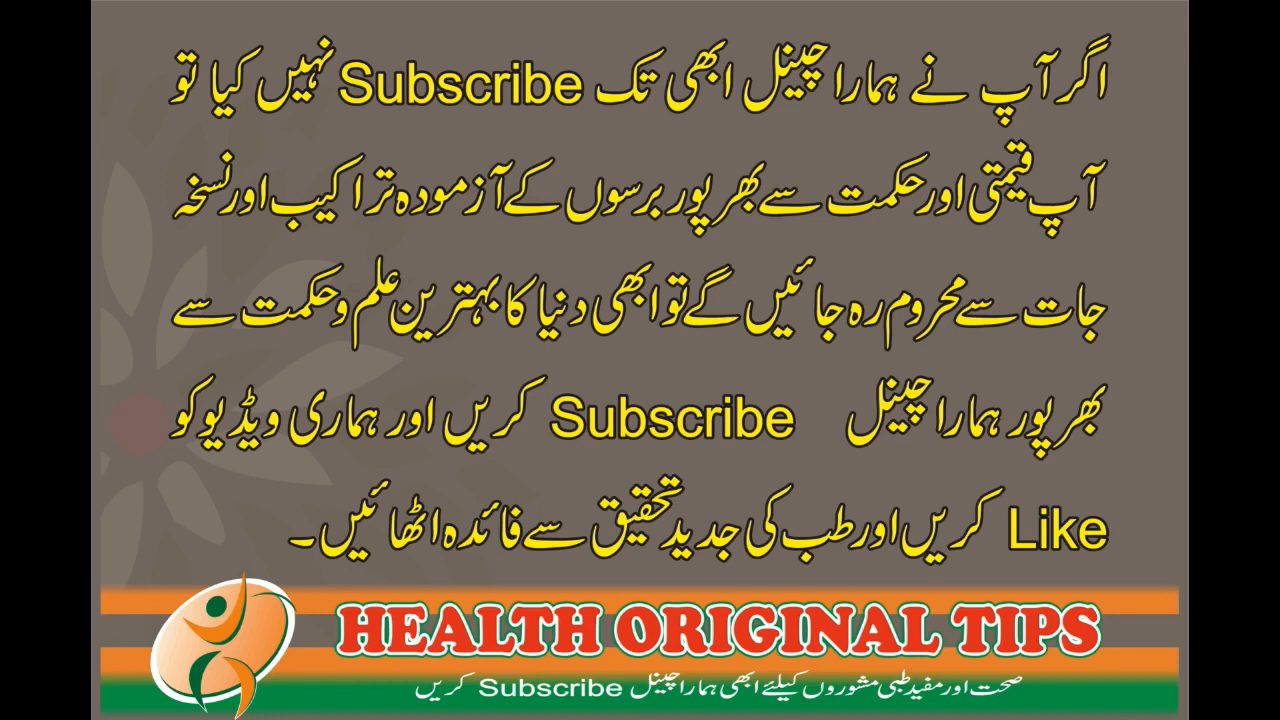 اگر آپ نے ہمارا چینل ابھی تک Subscribe نہیں کیا تو
آپ قیمتی اور حکمت سے بھرپور برسوں کے آزمودہ تراکیب اور نسخہ
جات سے محروم رہ جائیں گے تو ابھی دنیا کا بہترین علم و حکمت سے
بھرپور ہمارا چینل Subscribe کریں اور ہماری ویڈیو کو
Like کریں اور طب کی جدید تحقیق سے فائدہ اٹھائیں۔
HEALTH ORIGINAL TIPS
صحت اور مفید طبی مشوروں کیلئے ابھی ہمارا چینل Subscribe کریں